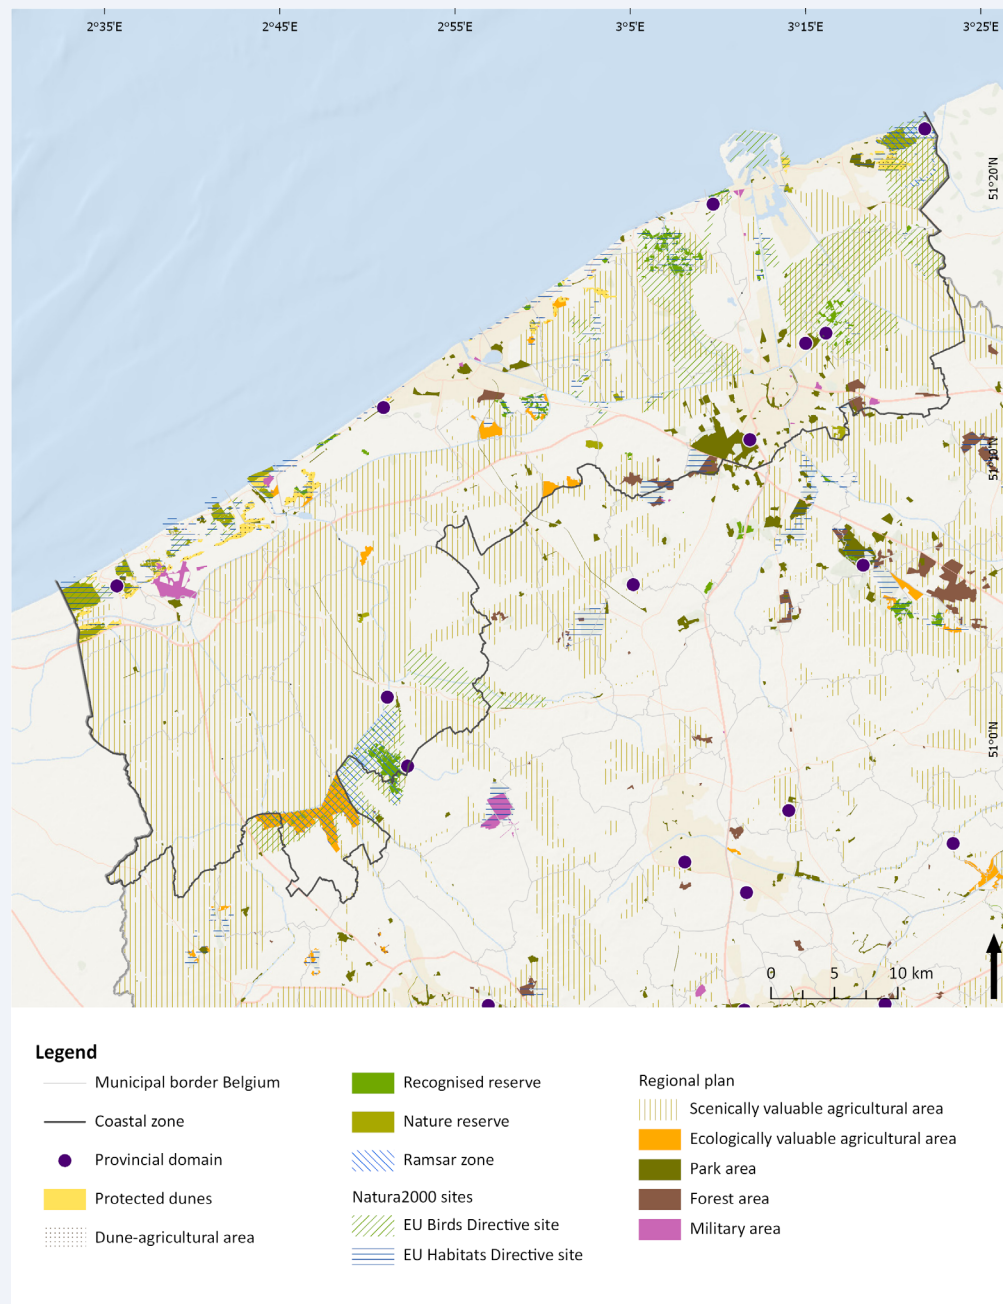 2°35'E 2°45'E 2°55'E 3°5'E 3°15'E 3°25'E
51°20'N
51°10'N
51°0'N
0 5 10 km
Legend
Municipal border Belgium
Coastal zone
Provincial domain
Protected dunes
Dune-agricultural area
Recognised reserve
Nature reserve
Ramsar zone
Natura2000 sites
EU Birds Directive site
EU Habitats Directive site
Regional plan
Scenically valuable agricultural area
Ecologically valuable agricultural area
Park area
Forest area
Military area